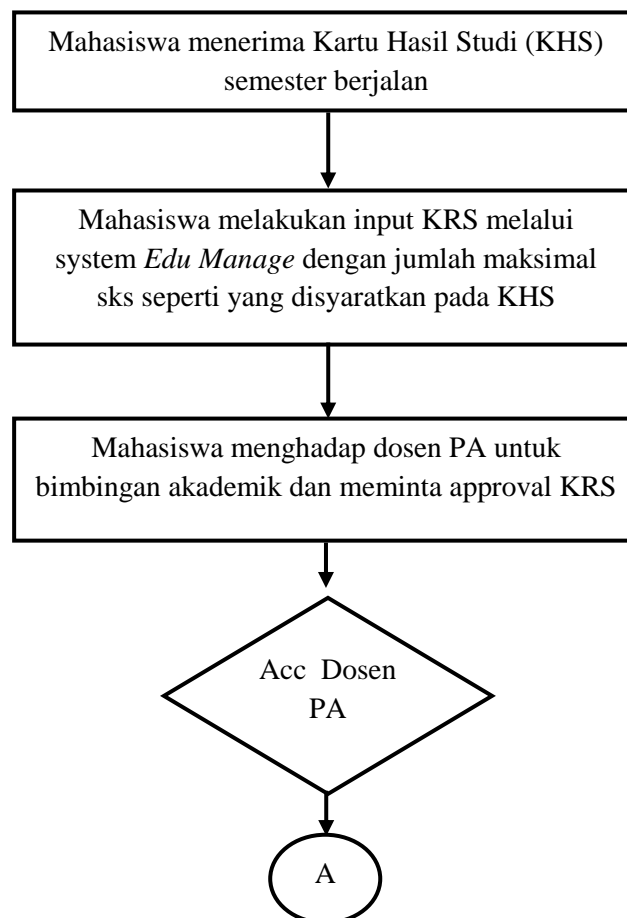 Mahasiswa menerima Kartu Hasil Studi (KHS)
semester berjalan
Mahasiswa melakukan input KRS melalui
system Edu Manage dengan jumlah maksimal
sks seperti yang disyaratkan pada KHS
Mahasiswa menghadap dosen PA untuk
bimbingan akademik dan meminta approval KRS
Acc Dosen
PA
A